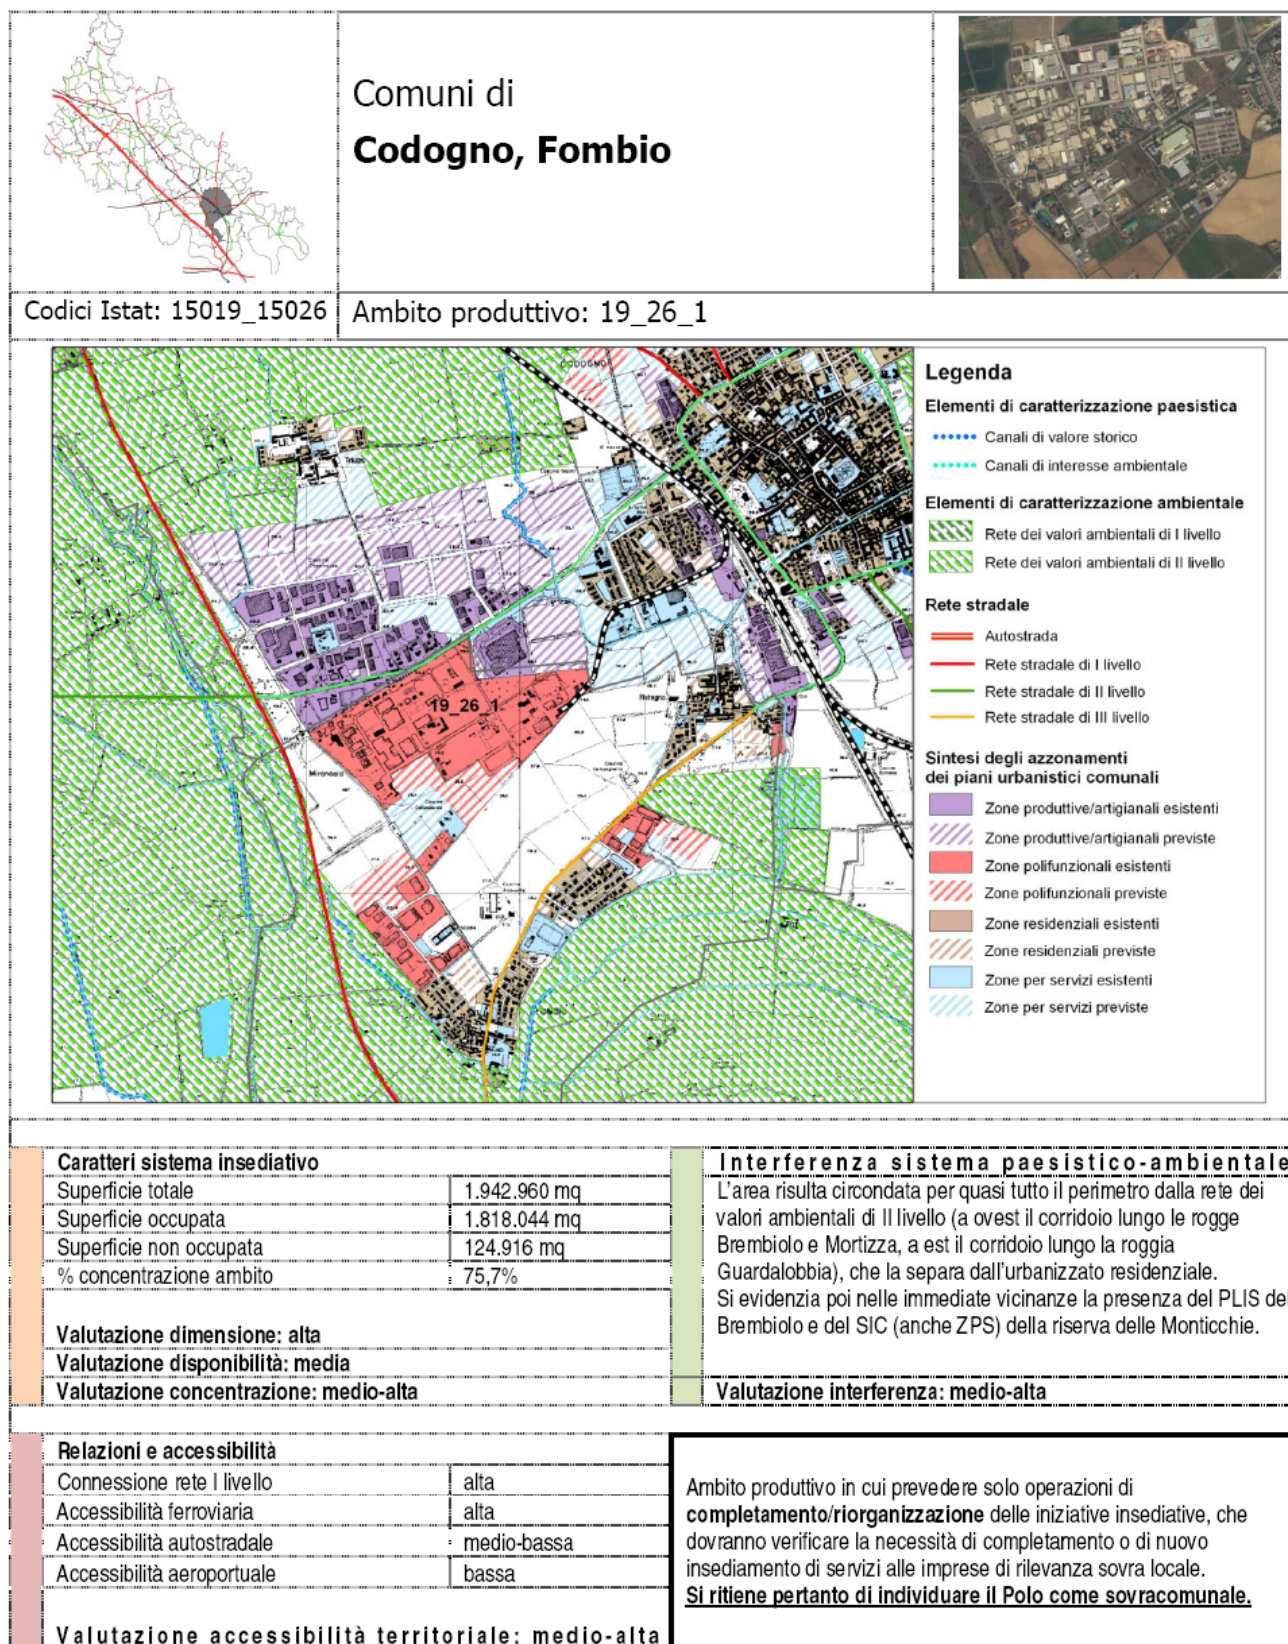 Comuni di
Codogno, Fombio
Codici Istat: 15019_15026
Ambito produttivo: 19_26_1
CODOGNO
Triulza
19_26_1
Mirandola
Retegno
FOMBIO
Legenda
Elementi di caratterizzazione paesistica
Canali di valore storico
Canali di interesse ambientale
Elementi di caratterizzazione ambientale
Rete dei valori ambientali di I livello
Rete dei valori ambientali di II livello
Rete stradale
Autostrada
Rete stradale di I livello
Rete stradale di II livello
Rete stradale di III livello
Sintesi degli azzonamenti
dei piani urbanistici comunali
Zone produttive/artigianali esistenti
Zone produttive/artigianali previste
Zone polifunzionali esistenti
Zone polifunzionali previste
Zone residenziali esistenti
Zone residenziali previste
Zone per servizi esistenti
Zone per servizi previste
Caratteri sistema insediativo
Superficie totale 1.942.960 mq
Superficie occupata 1.818.044 mq
Superficie non occupata 124.916 mq
% concentrazione ambito 75,7%
Valutazione dimensione: alta
Valutazione disponibilità: media
Valutazione concentrazione: medio-alta
Interferenza sistema paesistico-ambientale
L'area risulta circondata per quasi tutto il perimetro dalla rete dei
valori ambientali di II livello (a ovest il corridoio lungo le rogge
Brembiolo e Mortizza, a est il corridoio lungo la roggia
Guardalobbia), che la separa dall'urbanizzato residenziale.
Si evidenzia poi nelle immediate vicinanze la presenza del PLIS del
Brembiolo e del SIC (anche ZPS) della riserva delle Monticchie.
Valutazione interferenza: medio-alta
Relazioni e accessibilità
Connessione rete I livello alta
Accessibilità ferroviaria alta
Accessibilità autostradale medio-bassa
Accessibilità aeroportuale bassa
Valutazione accessibilità territoriale: medio-alta
Ambito produttivo in cui prevedere solo operazioni di
completamento/riorganizzazione delle iniziative insediative, che
dovranno verificare la necessità di completamento o di nuovo
insediamento di servizi alle imprese di rilevanza sovra locale.
Si ritiene pertanto di individuare il Polo come sovracomunale.